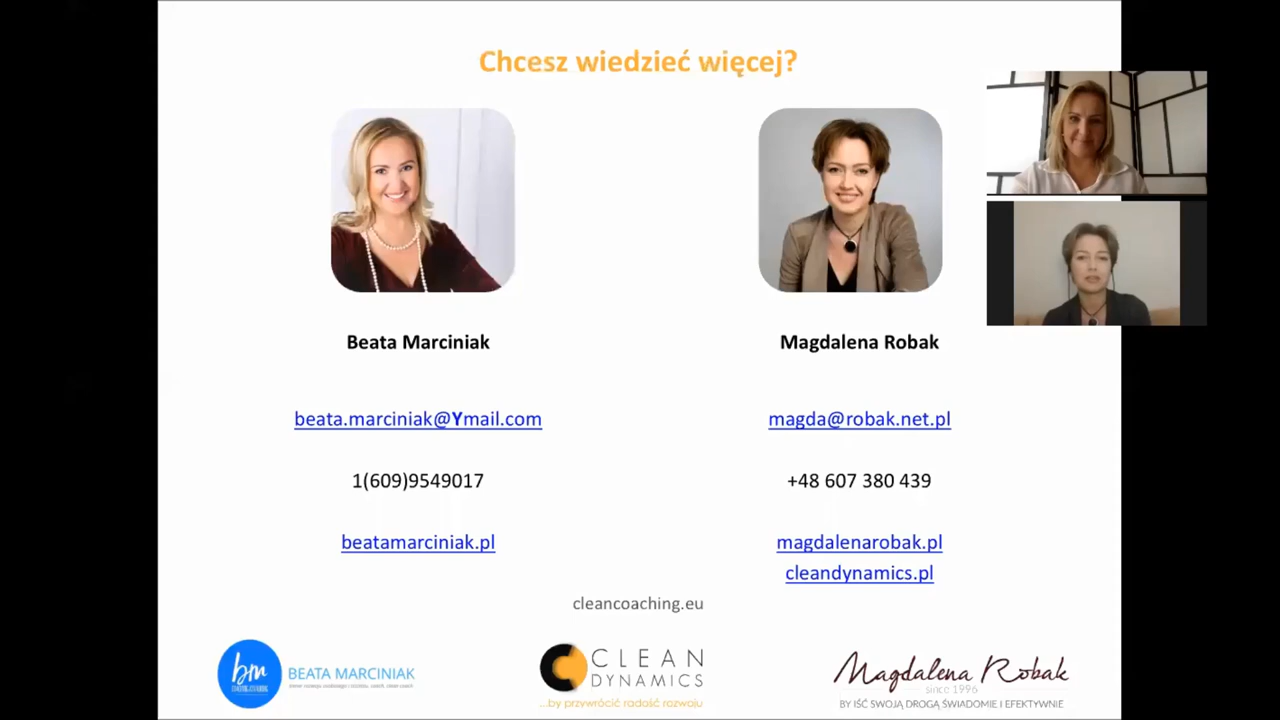 Chcesz wiedzieć więcej?
Beata Marciniak
Magdalena Robak
beata.marciniak@Ymail.com
magda@robak.net.pl
1(609)9549017
+48 607 380 439
beatamarciniak.pl
magdalenarobak.pl
cleandynamics.pl
cleancoaching.eu
bm
BEATA MARCINIAK
CLEAN
DYNAMICS
...by przywrócić radość rozwoju
Magdalena Robak
since 1996
BY IŚĆ SWOJĄ DROGĄ ŚWIADOMIE I EFEKTYWNIE